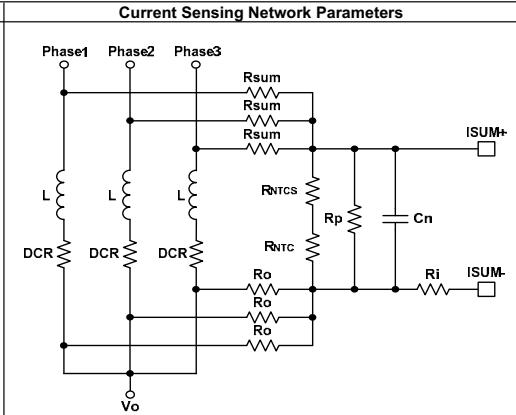 Current Sensing Network Parameters
Phase1 Phase2 Phase3
Rsum
Rsum
ISUM+
Rsum
L L L
RNTCS
Rp Cn
DCR DCR DCR
RNTC
Ro
Ri
ISUM-
Ro
Ro
Vo